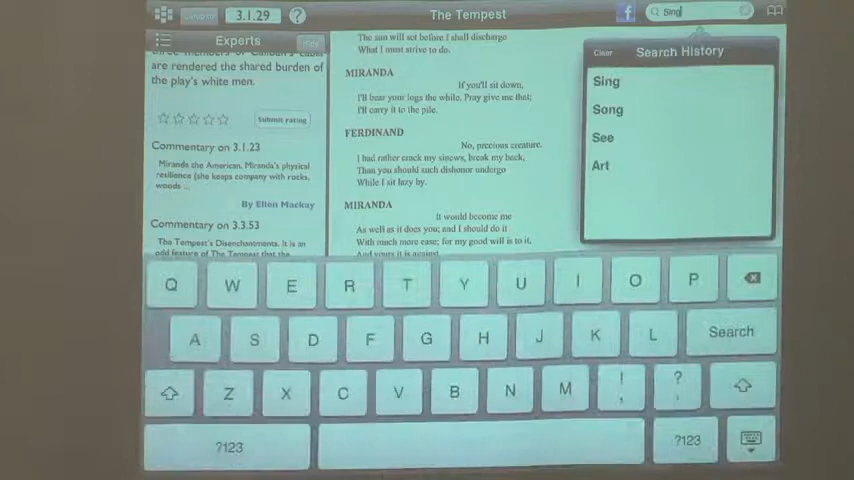 3.1.29
?
The Tempest
f
Sing
Experts
Hide
are rendered the shared burden of
the play's white men.
Submit rating
Commentary on 3.1.23
Miranda the American. Miranda's physical
resilience (she keeps company with rocks,
woods ...
By Ellen Mackay
Commentary on 3.3.53
The Tempest's Disenchantments. It is an
odd feature of The Tempest that the
The sun will set before I shall discharge
What I must strive to do.
MIRANDA
If you'll sit down,
I'll bear your logs the while. Pray give me that;
I'll carry it to the pile.
FERDINAND
No, precious creature.
I had rather crack my sinews, break my back,
Than you should such dishonor undergo
While I sit lazy by.
MIRANDA
It would become me
As well as it does you; and I should do it
With much more ease; for my good will is to it,
And yours it is against.
Clear
Search History
Sing
Song
See
Art
Q W E R T Y U I O P
A S D F G H J K L Search
Z X C V B N M ! , ? .
?123 ?123